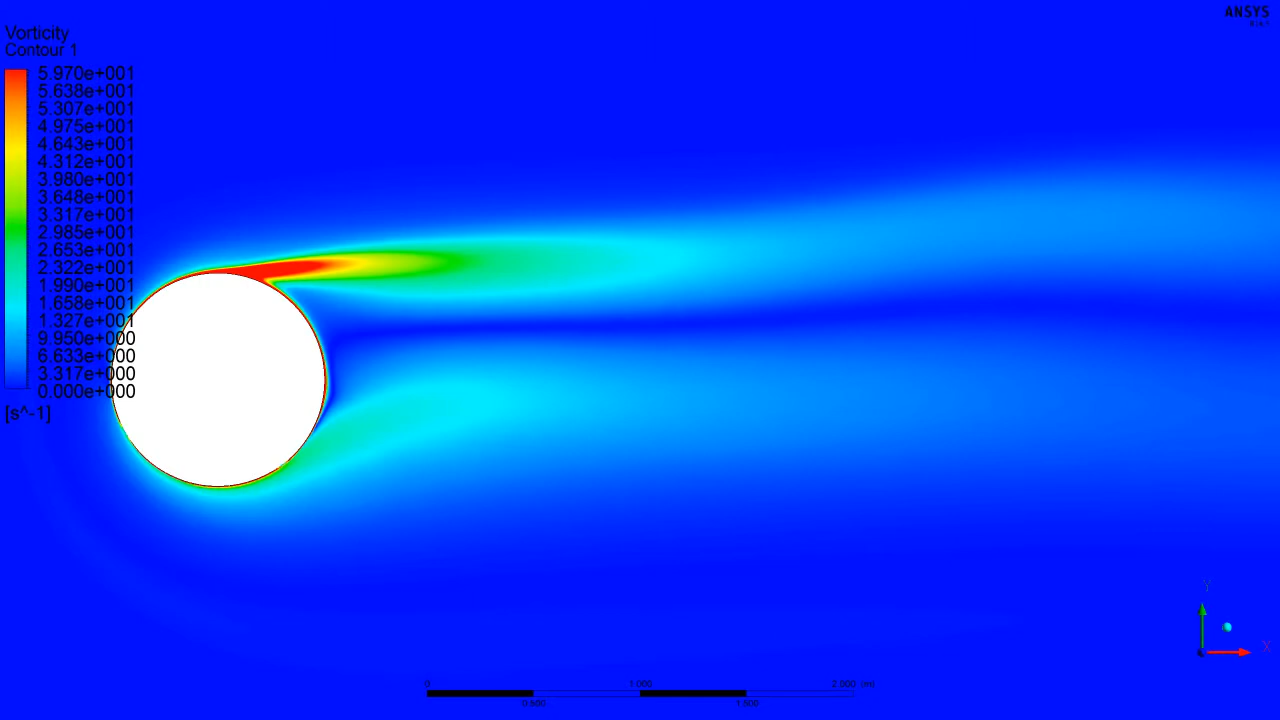 ANSYS
Vorticity
Contour 1
5.970e+001
5.638e+001
5.307e+001
4.975e+001
4.643e+001
4.312e+001
3.980e+001
3.648e+001
3.317e+001
2.985e+001
2.653e+001
2.322e+001
1.990e+001
1.658e+001
1.327e+001
9.950e+000
6.633e+000
3.317e+000
0.000e+000
[s^-1]
Y
X
0 1.000 2.000 (m)
0.500 1.500